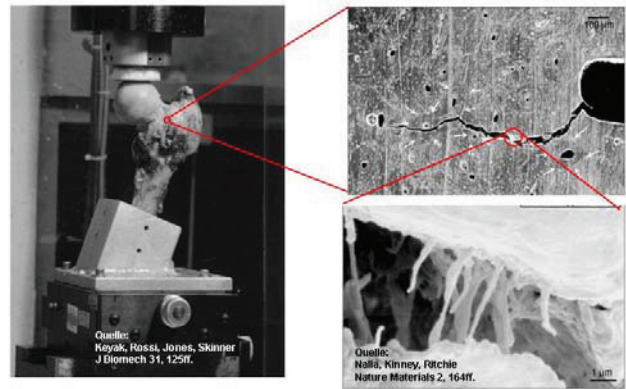 Quelle:
Keyak, Rossi, Jones, Skinner
J Biomech 31, 125ff.
100 µm
Quelle:
Nalla, Kinney, Ritchie
Nature Materials 2, 164ff.
1 µm